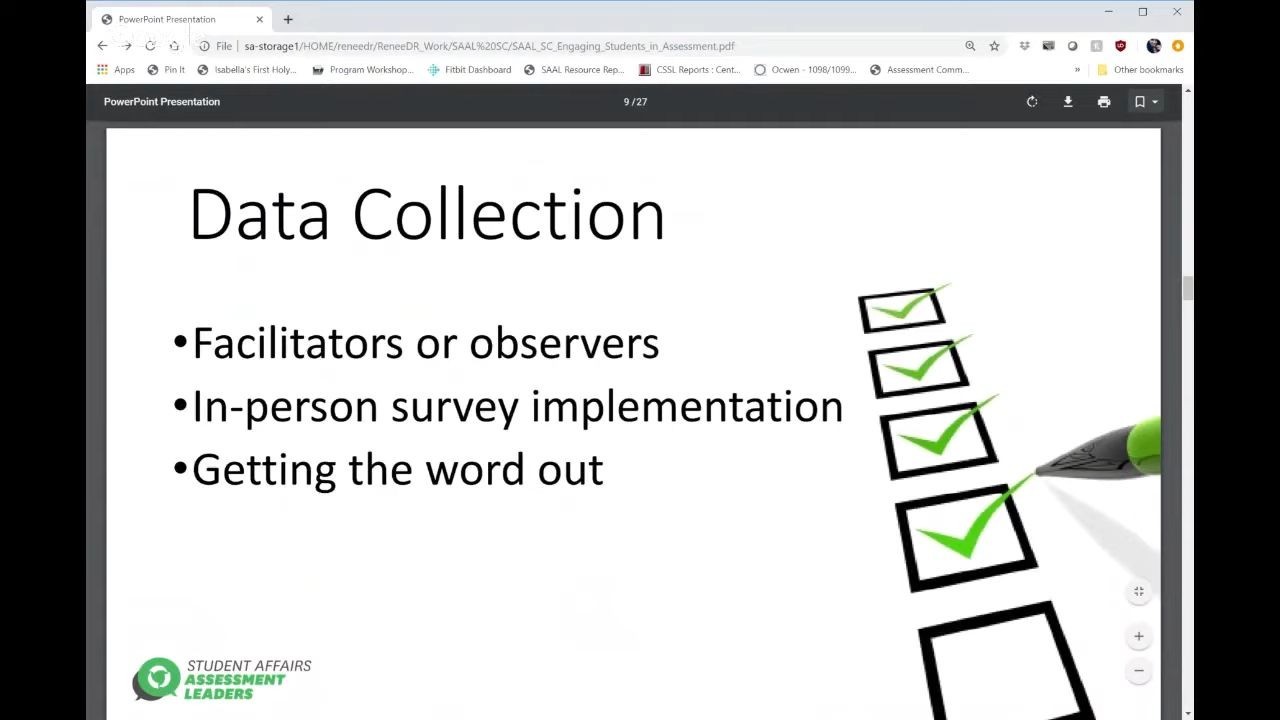 PowerPoint Presentation
File
sa-storage1/HOME/reneedr/ReneeDR_Work/SAAL%20SC/SAAL_SC_Engaging_Students_in_Assessment.pdf
Apps
Pin It
Isabella's First Holy...
Program Workshop...
Fitbit Dashboard
SAAL Resource Rep...
CSSL Reports : Cent...
Ocwen - 1098/1099...
Assessment Comm...
»
Other bookmarks
PowerPoint Presentation
9 / 27
Data Collection
•Facilitators or observers
•In-person survey implementation
•Getting the word out
STUDENT AFFAIRS
ASSESSMENT
LEADERS